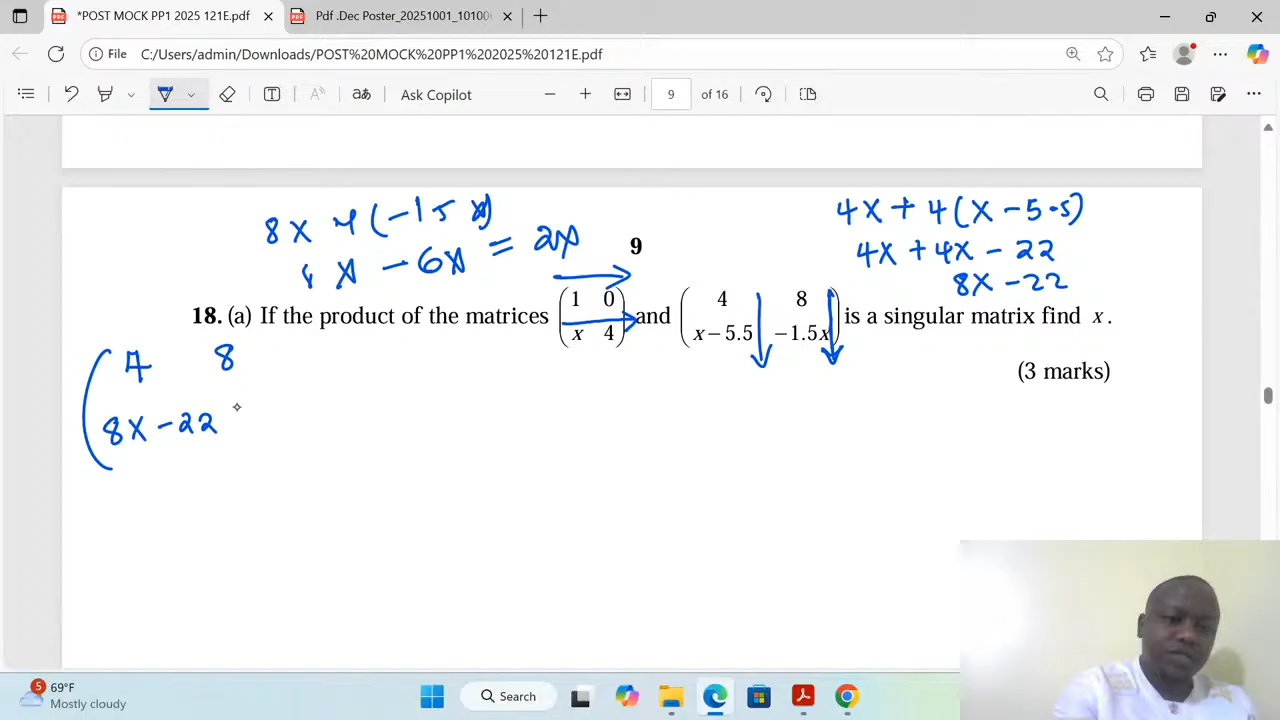 *POST MOCK PP1 2025 121E.pdf
Pdf .Dec Poster_20251001_10100
File C:/Users/admin/Downloads/POST%20MOCK%20PP1%202025%20121E.pdf
aあ Ask Copilot 9 of 16
8x 4(-1.5x)
8x - 6x = 2x
4x + 4(x - 5.5)
4x + 4x - 22
8x - 22
9
18. (a) If the product of the matrices (1 0 x 4) and (4 8 x – 5.5 –1.5x) is a singular matrix find x.
(3 marks)
4 8
8x - 22
5 69°F
Mostly cloudy
Search